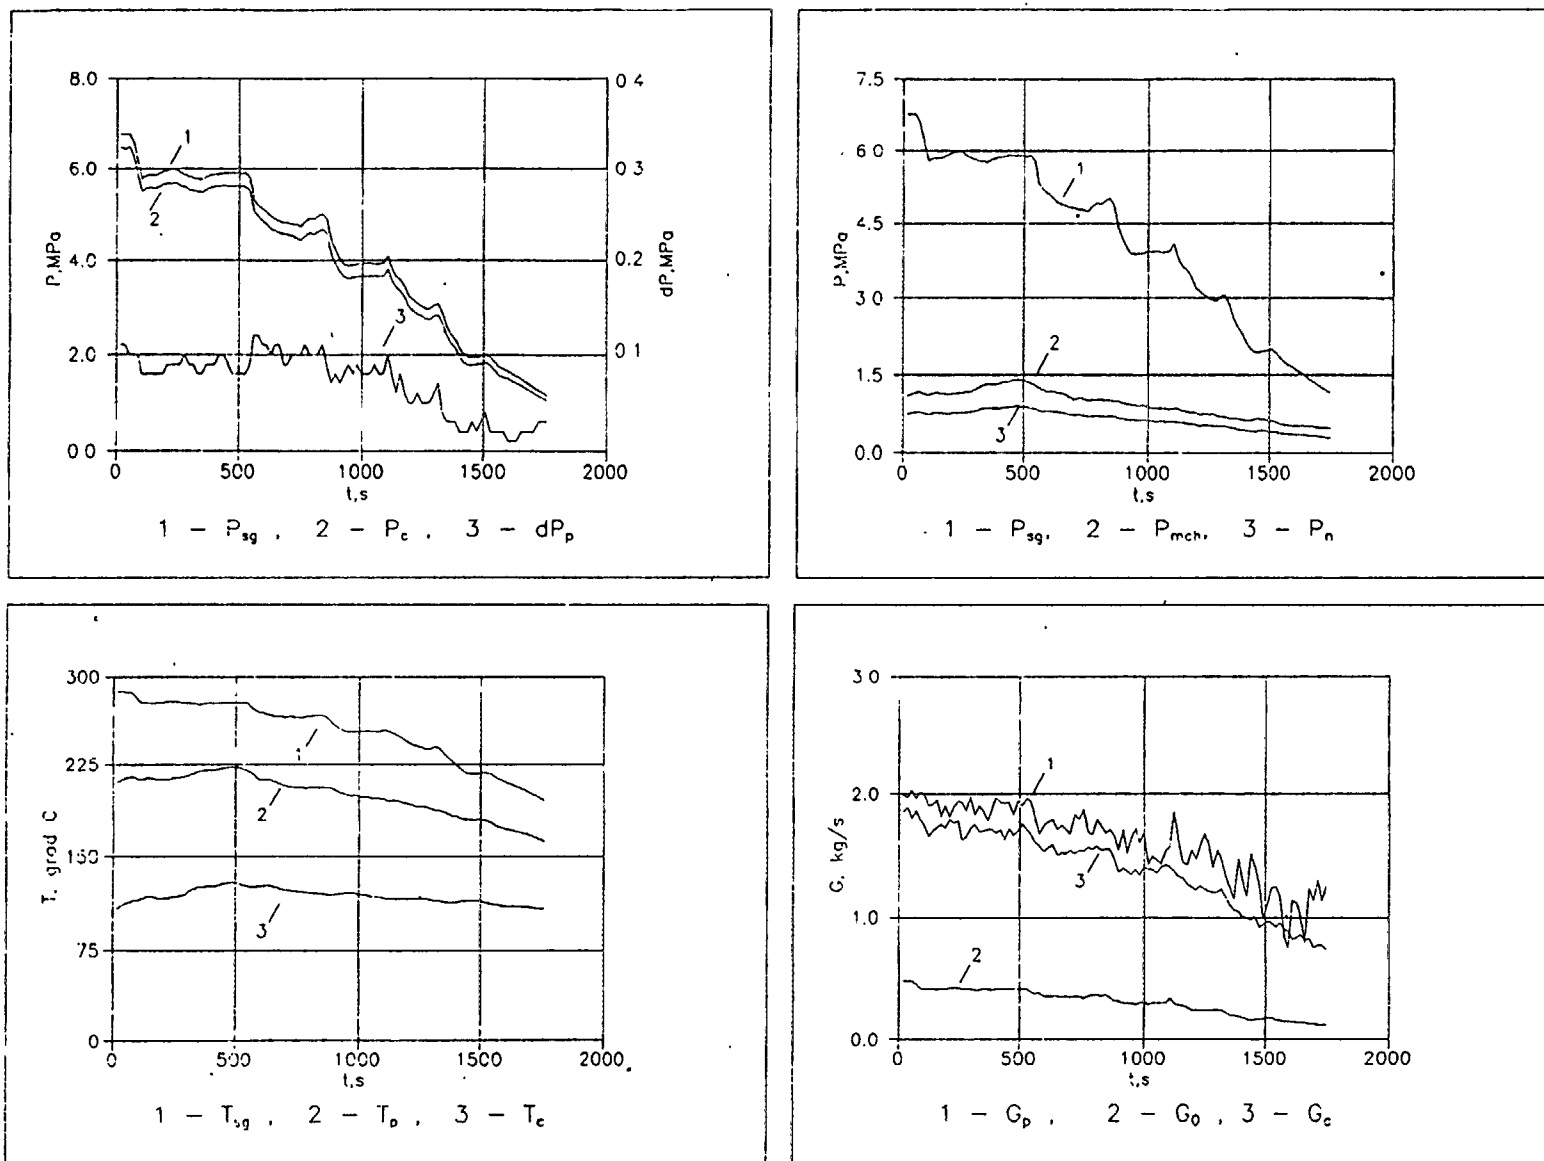 8.0
6.0
4.0
2.0
0 0
P,MPa
0 4
0 3
0 2
0 1
dP,MPa
1
2
3
0 500 1000 1500 2000
t,s
1 – P_sg , 2 – P_c , 3 – dP_p
7.5
6.0
4.5
3.0
1.5
0.0
P,MPa
1
2
3
0 500 1000 1500 2000
t,s
1 – P_sg, 2 – P_mch, 3 – P_n
300
225
150
75
0
T, grad C
1
2
3
0 500 1000 1500 2000
t,s
1 – T_sg , 2 – T_p , 3 – T_c
3 0
2.0
1.0
0.0
G, kg/s
1
3
2
0 500 1000 1500 2000
t,s
1 – G_p , 2 – G_0 , 3 – G_c